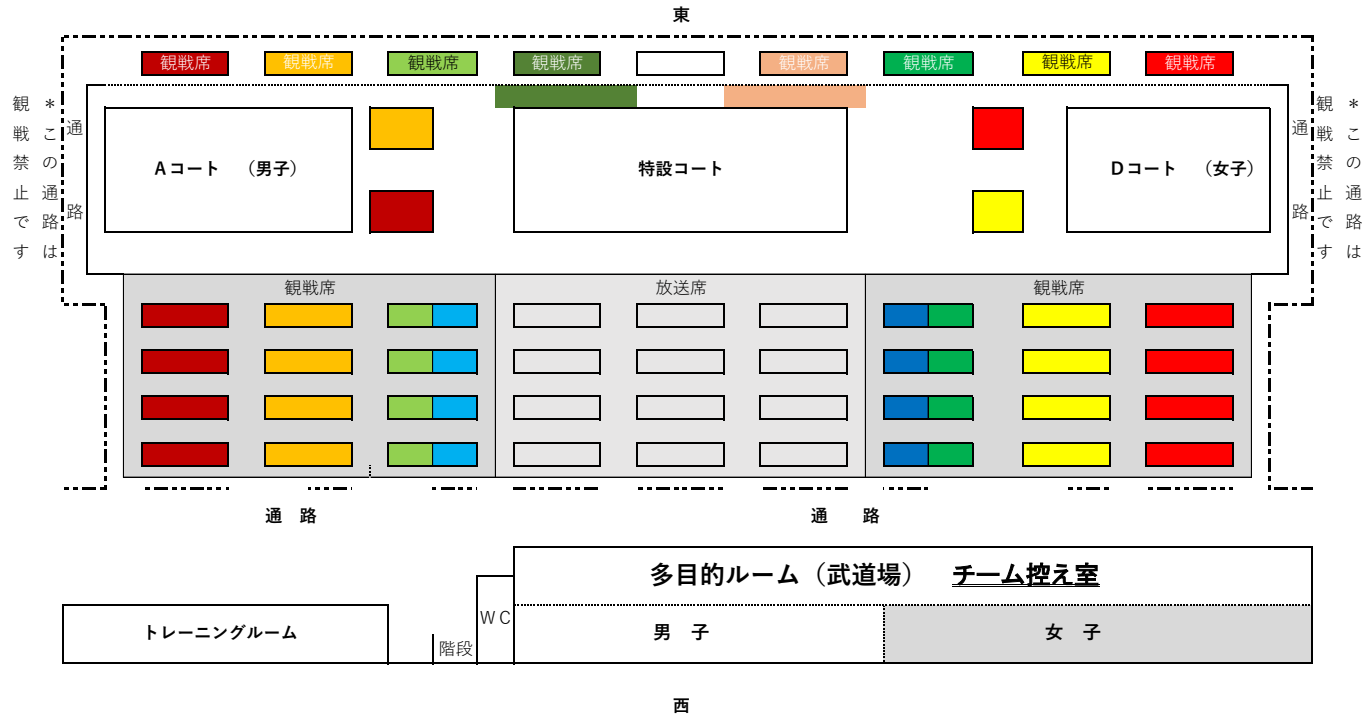 東
観戦席 観戦席 観戦席 観戦席 観戦席 観戦席 観戦席 観戦席
＊この通路は
観戦禁止です
通路
Aコート （男子）
特設コート
Dコート （女子）
通路
＊この通路は
観戦禁止です
観戦席 放送席 観戦席
通 路 通 路
多目的ルーム（武道場） チーム控え室
WC
トレーニングルーム
階段
男 子
女 子
西